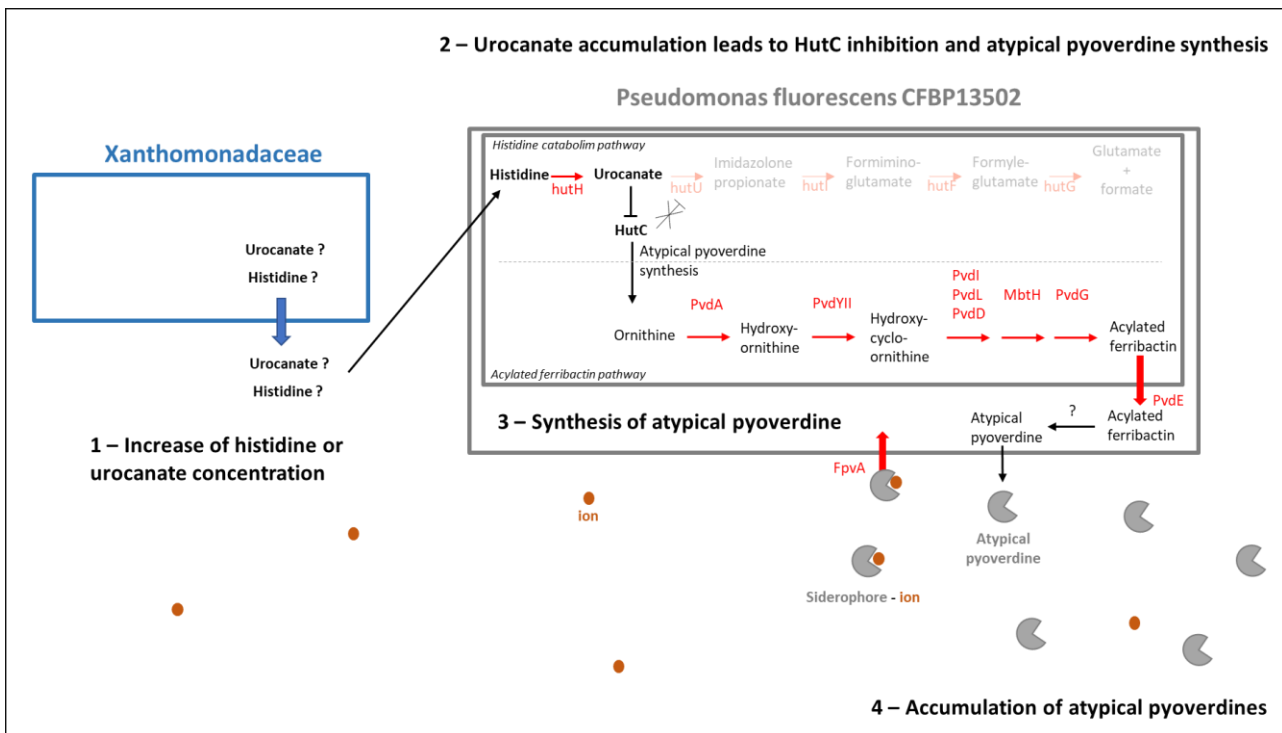 2 – Urocanate accumulation leads to HutC inhibition and atypical pyoverdine synthesis
Pseudomonas fluorescens CFBP13502
Xanthomonadaceae
Urocanate ?
Histidine ?
Urocanate ?
Histidine ?
1 – Increase of histidine or
urocanate concentration
Histidine catabolim pathway
Histidine
hutH
Urocanate
hutU
Imidazolone
propionate
hutI
Formimino-
glutamate
hutF
Formyle-
glutamate
hutG
Glutamate
+
formate
HutC
Atypical pyoverdine
synthesis
Ornithine
PvdA
Hydroxy-
ornithine
PvdYII
Hydroxy-
cyclo-
ornithine
PvdI
PvdL
PvdD
MbtH
PvdG
Acylated
ferribactin
Acylated ferribactin pathway
PvdE
Acylated
ferribactin
?
Atypical
pyoverdine
3 – Synthesis of atypical pyoverdine
FpvA
ion
Atypical
pyoverdine
Siderophore - ion
4 – Accumulation of atypical pyoverdines